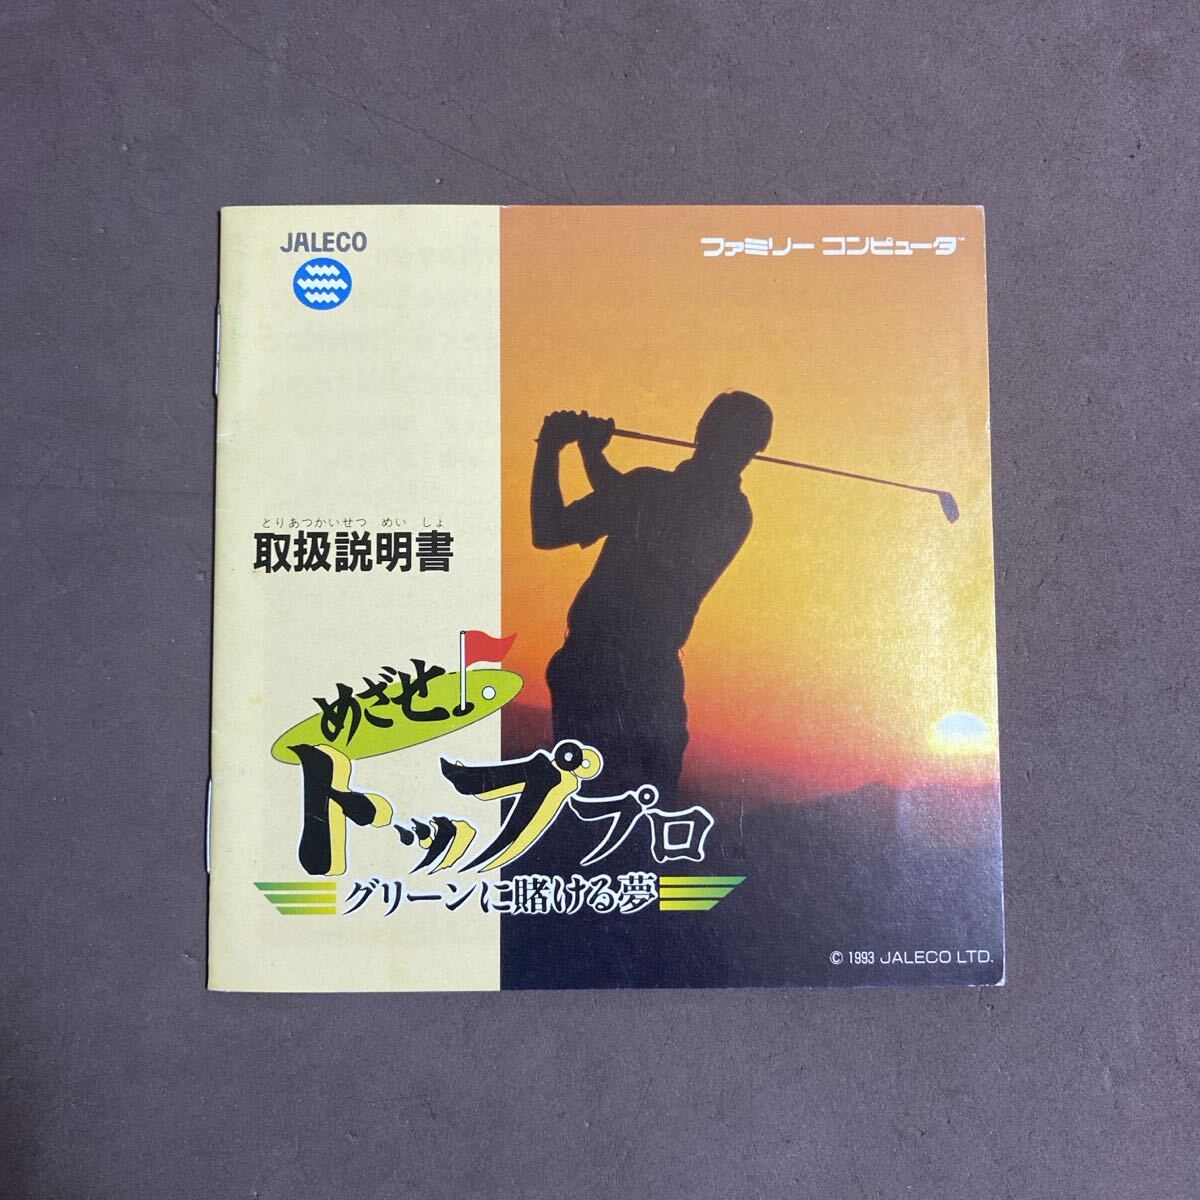 JALECO
ファミリー コンピュータ™
とりあつかいせつ めい しょ
取扱説明書
めざせ!
トッププロ
グリーンに賭ける夢
© 1993 JALECO LTD.